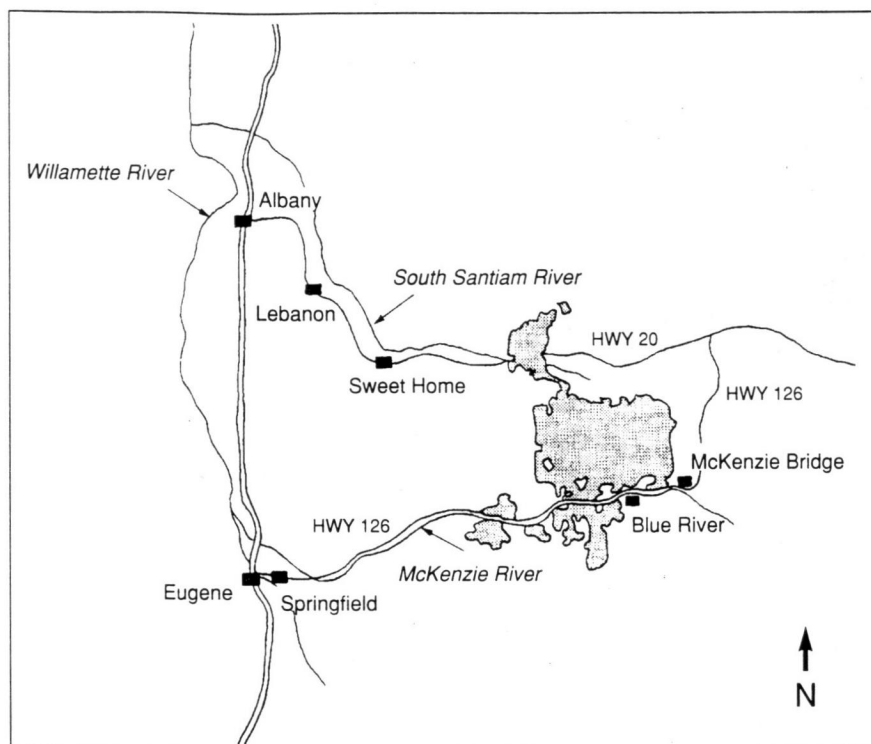 Willamette River
Albany
South Santiam River
Lebanon
HWY 20
Sweet Home
HWY 126
McKenzie Bridge
HWY 126
Blue River
McKenzie River
Eugene
Springfield
N